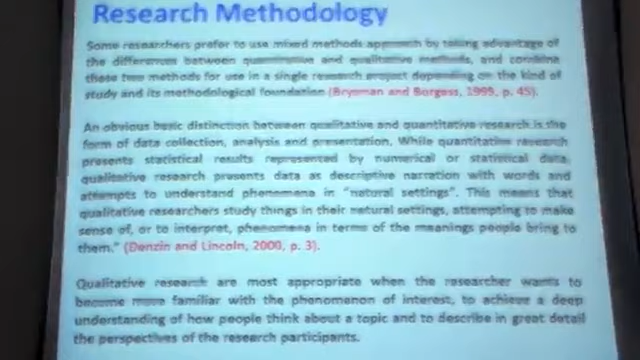 Research Methodology
Some researchers prefer to use mixed methods approach by taking advantage of
the differences between quantitative and qualitative methods, and combine
these two methods for use in a single research project depending on the kind of
study and its methodological foundation (Bryman and Burgess, 1999, p. 45).
An obvious basic distinction between qualitative and quantitative research is the
form of data collection, analysis and presentation. While quantitative research
presents statistical results represented by numerical or statistical data,
qualitative research presents data as descriptive narration with words and
attempts to understand phenomena in "natural settings". This means that
qualitative researchers study things in their natural settings, attempting to make
sense of, or to interpret, phenomena in terms of the meanings people bring to
them." (Denzin and Lincoln, 2000, p. 3).
Qualitative research are most appropriate when the researcher wants to
become more familiar with the phenomenon of interest, to achieve a deep
understanding of how people think about a topic and to describe in great detail
the perspectives of the research participants.